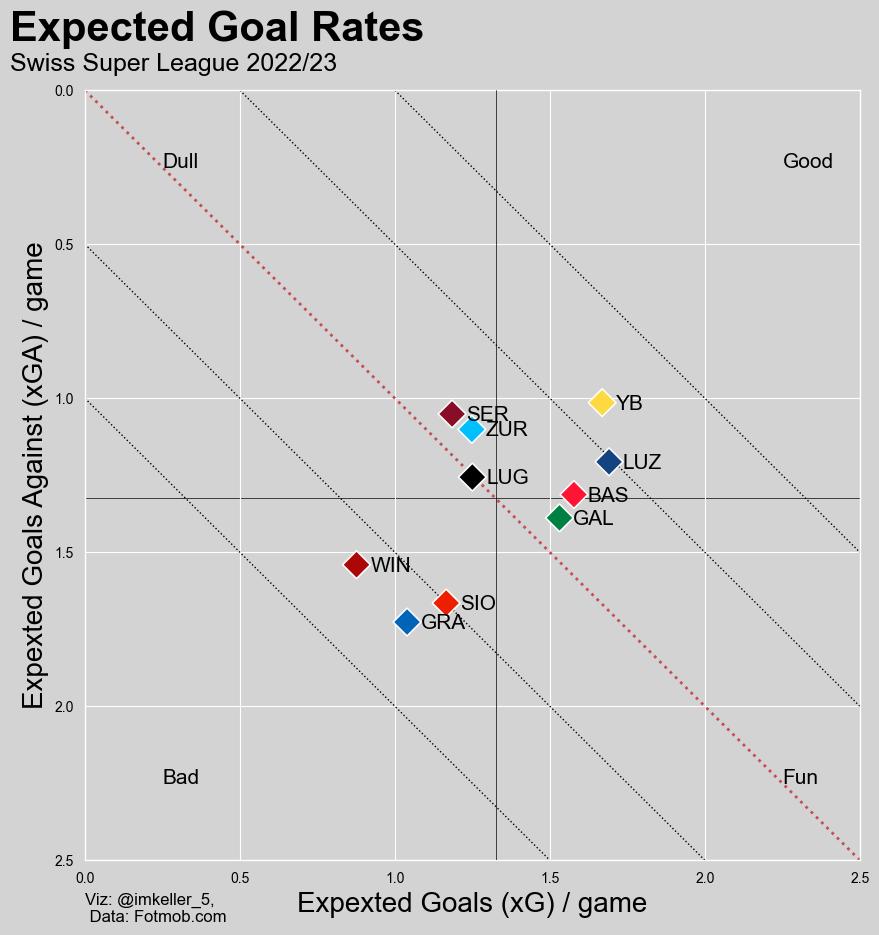 Expected Goal Rates
Swiss Super League 2022/23
0.0
0.5
1.0
1.5
2.0
2.5
Expexted Goals Against (xGA) / game
Dull
Good
SER
ZUR
YB
LUG
LUZ
BAS
GAL
WIN
SIO
GRA
Bad
Fun
0.0 0.5 1.0 1.5 2.0 2.5
Expexted Goals (xG) / game
Viz: @imkeller_5,
Data: Fotmob.com